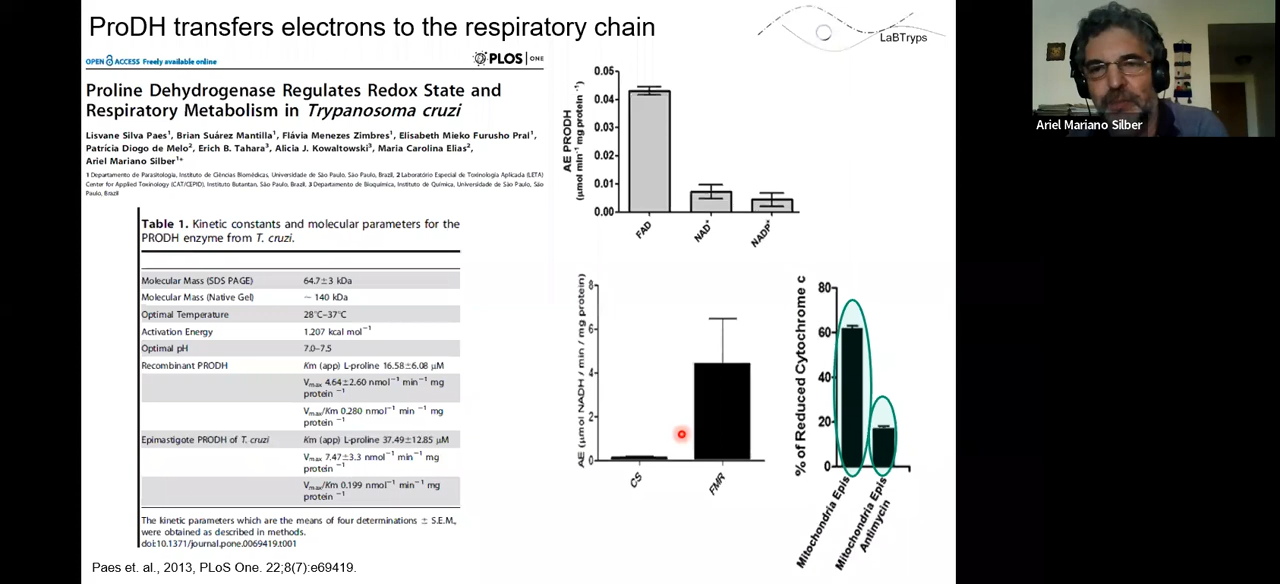 ProDH transfers electrons to the respiratory chain
LaBTryps
OPEN ACCESS Freely available online
PLOS ONE
Proline Dehydrogenase Regulates Redox State and
Respiratory Metabolism in Trypanosoma cruzi
Lisvane Silva Paes¹, Brian Suárez Mantilla¹, Flávia Menezes Zimbres¹, Elisabeth Mieko Furusho Pral¹,
Patrícia Diogo de Melo², Erich B. Tahara³, Alicia J. Kowaltowski³, Maria Carolina Elias²,
Ariel Mariano Silber¹*
1 Departamento de Parasitologia, Instituto de Ciências Biomédicas, Universidade de São Paulo, São Paulo, Brazil, 2 Laboratório Especial de Toxinologia Aplicada (LETA)
Center for Applied Toxinology (CAT/CEPID), Instituto Butantan, São Paulo, Brazil, 3 Departamento de Bioquímica, Instituto de Química, Universidade de São Paulo, São
Paulo, Brazil
Table 1. Kinetic constants and molecular parameters for the
PRODH enzyme from T. cruzi.
Molecular Mass (SDS PAGE) 64.7±3 kDa
Molecular Mass (Native Gel) ~ 140 kDa
Optimal Temperature 28°C–37°C
Activation Energy 1.207 kcal mol⁻¹
Optimal pH 7.0–7.5
Recombinant PRODH Km (app) L-proline 16.58±6.08 μM
Vmax 4.64±2.60 nmol⁻¹ min⁻¹ mg
protein ⁻¹
Vmax/Km 0.280 nmol⁻¹ min ⁻¹ mg
protein ⁻¹
Epimastigote PRODH of T. cruzi Km (app) L-proline 37.49±12.85 μM
Vmax 7.47±3.3 nmol⁻¹ min⁻¹ mg
protein ⁻¹
Vmax/Km 0.199 nmol⁻¹ min⁻¹ mg
protein ⁻¹
The kinetic parameters which are the means of four determinations ± S.E.M.,
were obtained as described in methods.
doi:10.1371/journal.pone.0069419.t001
Paes et. al., 2013, PLoS One. 22;8(7):e69419.
AE PRODH
(μmol min⁻¹ mg protein ⁻¹)
0.05
0.04
0.03
0.02
0.01
0.00
FAD
NAD⁺
NADP⁺
AE (μmol NADH / min / mg protein)
8
6
4
2
0
CS
FMR
% of Reduced Cytochrome c
80
60
40
20
0
Mitochondria Epis
Mitochondria Epis
Antimycin
Ariel Mariano Silber